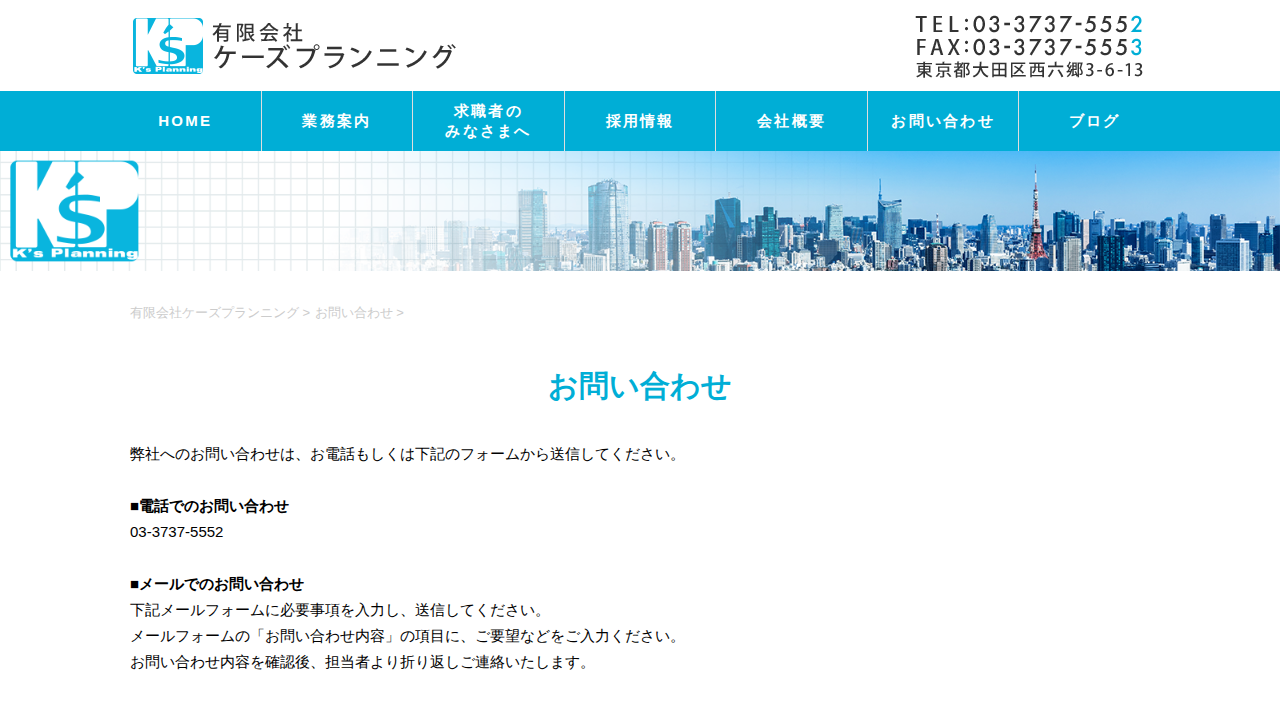 K'sP
K's Planning
有限会社
ケーズプランニング
TEL:03-3737-5552
FAX:03-3737-5553
東京都大田区西六郷3-6-13
HOME
業務案内
求職者の
みなさまへ
採用情報
会社概要
お問い合わせ
ブログ
K'sP
K's Planning
有限会社ケーズプランニング > お問い合わせ >
お問い合わせ
弊社へのお問い合わせは、お電話もしくは下記のフォームから送信してください。
■電話でのお問い合わせ
03-3737-5552
■メールでのお問い合わせ
下記メールフォームに必要事項を入力し、送信してください。
メールフォームの「お問い合わせ内容」の項目に、ご要望などをご入力ください。
お問い合わせ内容を確認後、担当者より折り返しご連絡いたします。